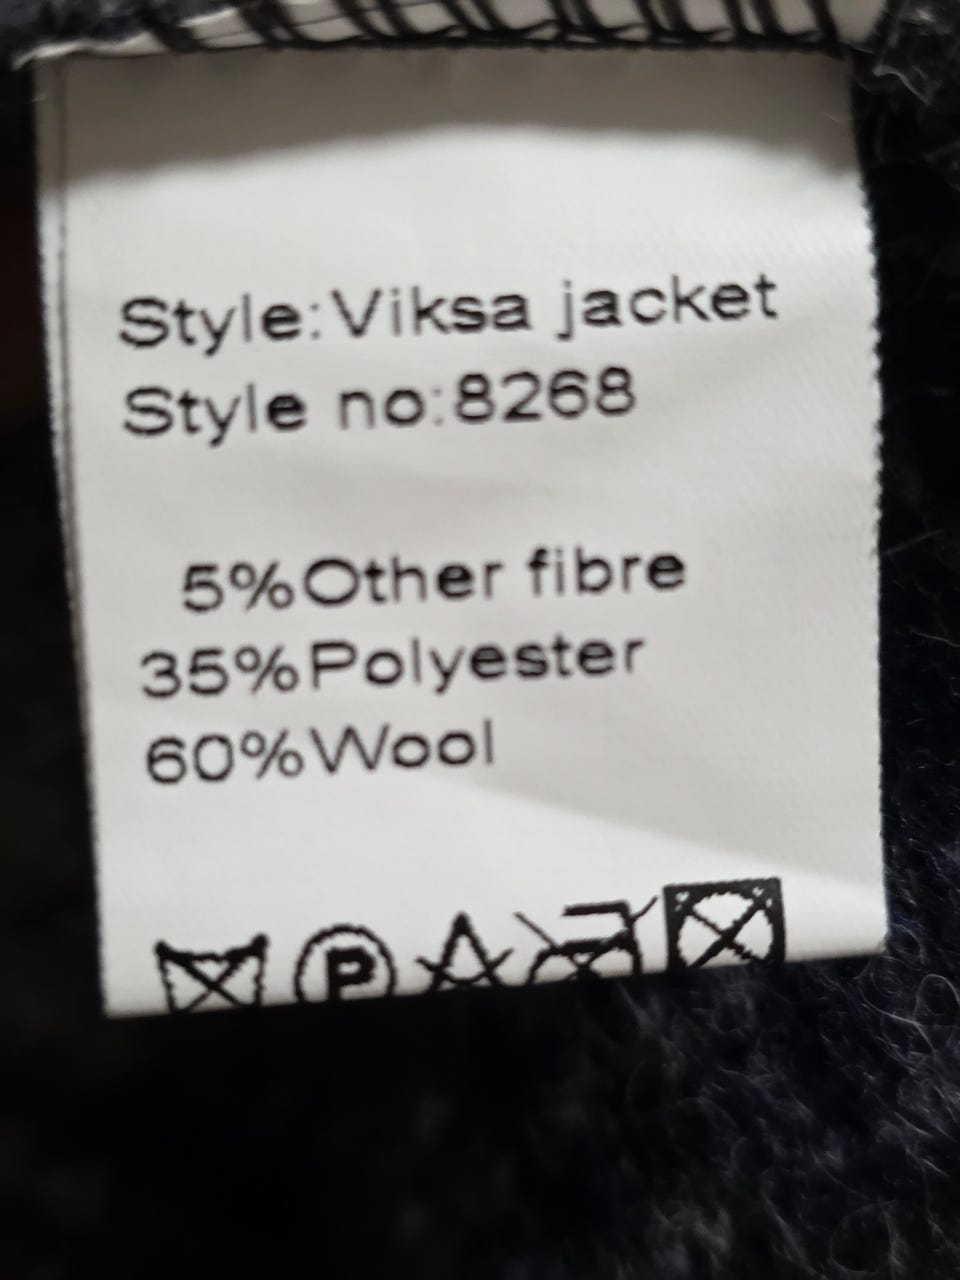 Style:Viksa jacket
Style no:8268
5%Other fibre
35%Polyester
60%Wool
P